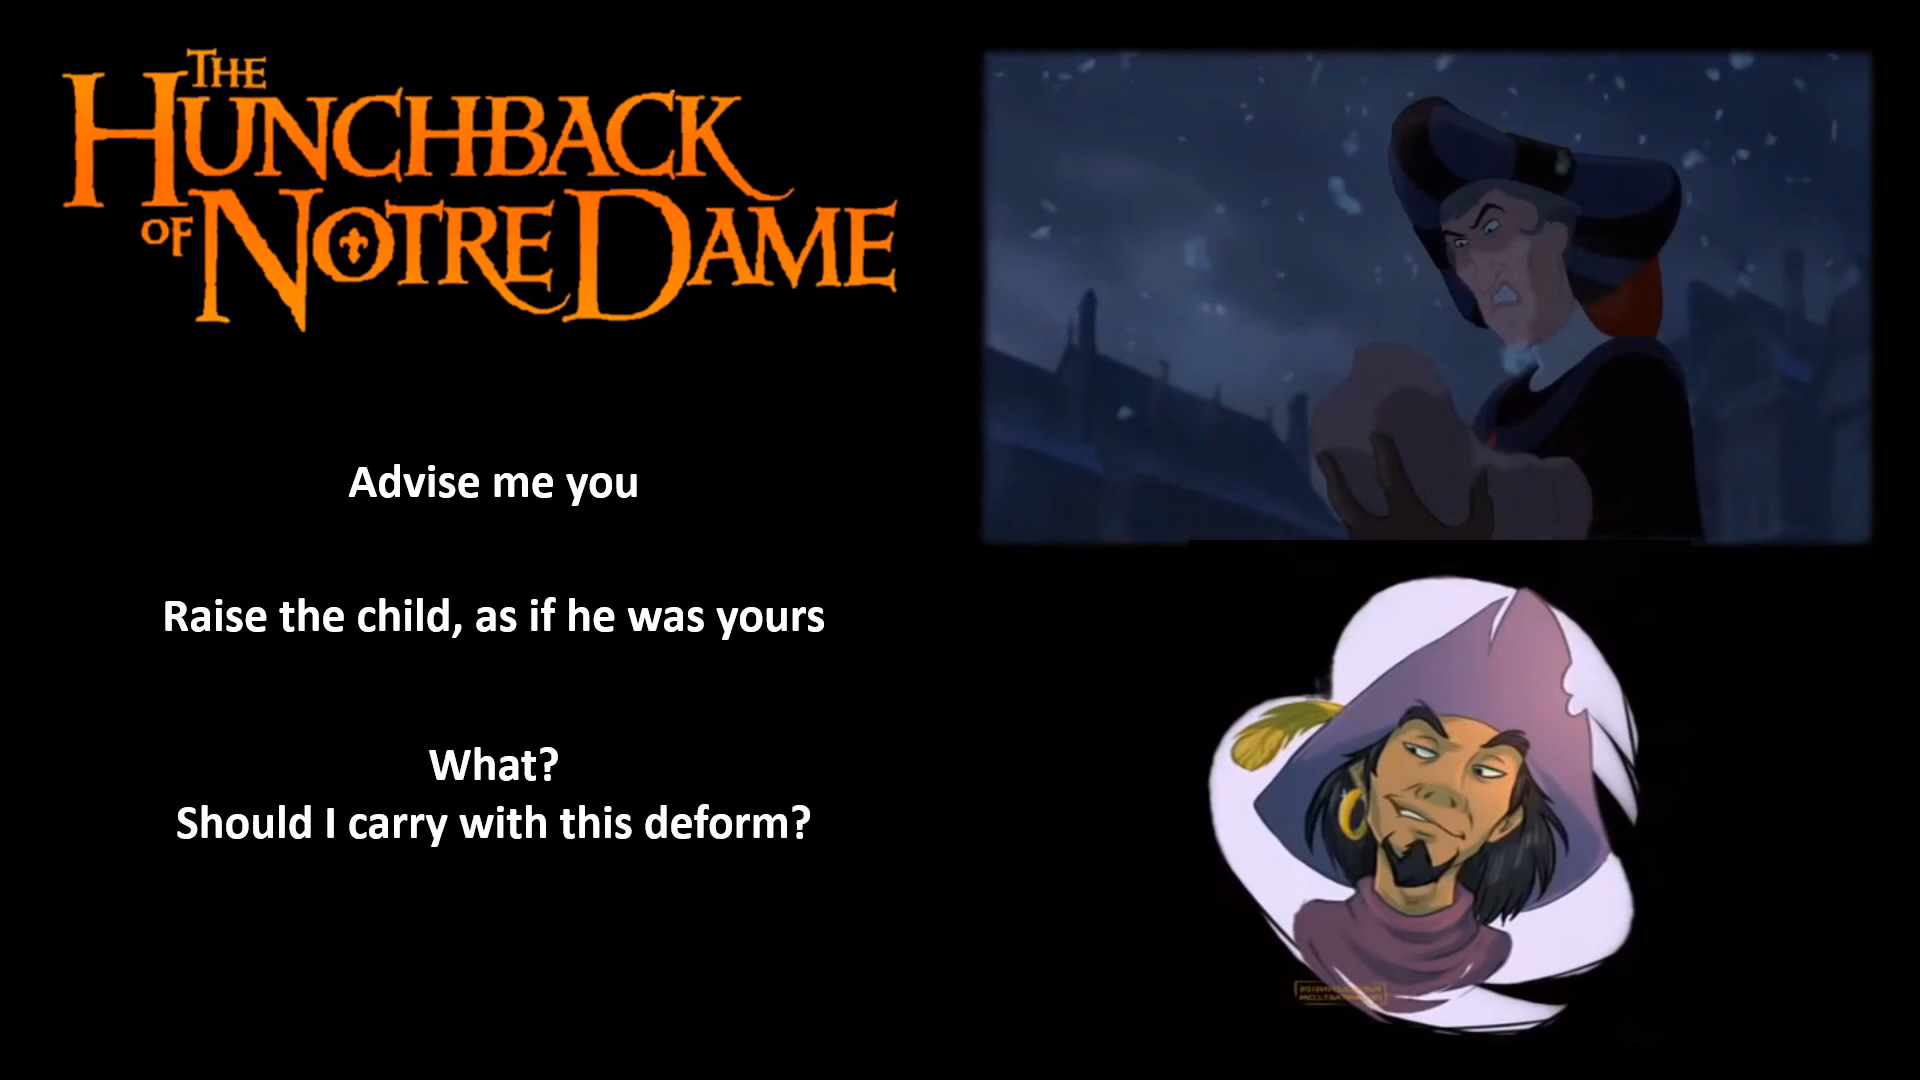 THE
HUNCHBACK
OF NOTRE DAME
Advise me you
Raise the child, as if he was yours
What?
Should I carry with this deform?